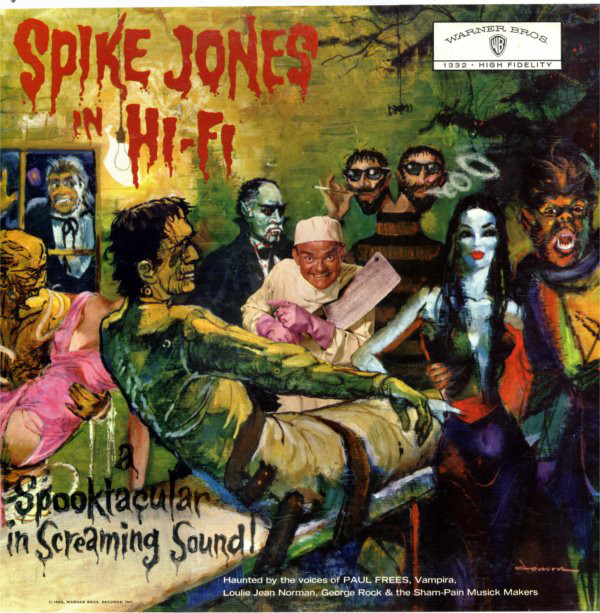 SPIKE JONES
IN HI-FI
WARNER BROS.
WB
1332 • HIGH FIDELITY
a
Spooktacular
in Screaming Sound!
Haunted by the voices of PAUL FREES, Vampira,
Loulie Jean Norman, George Rock & the Sham-Pain Musick Makers